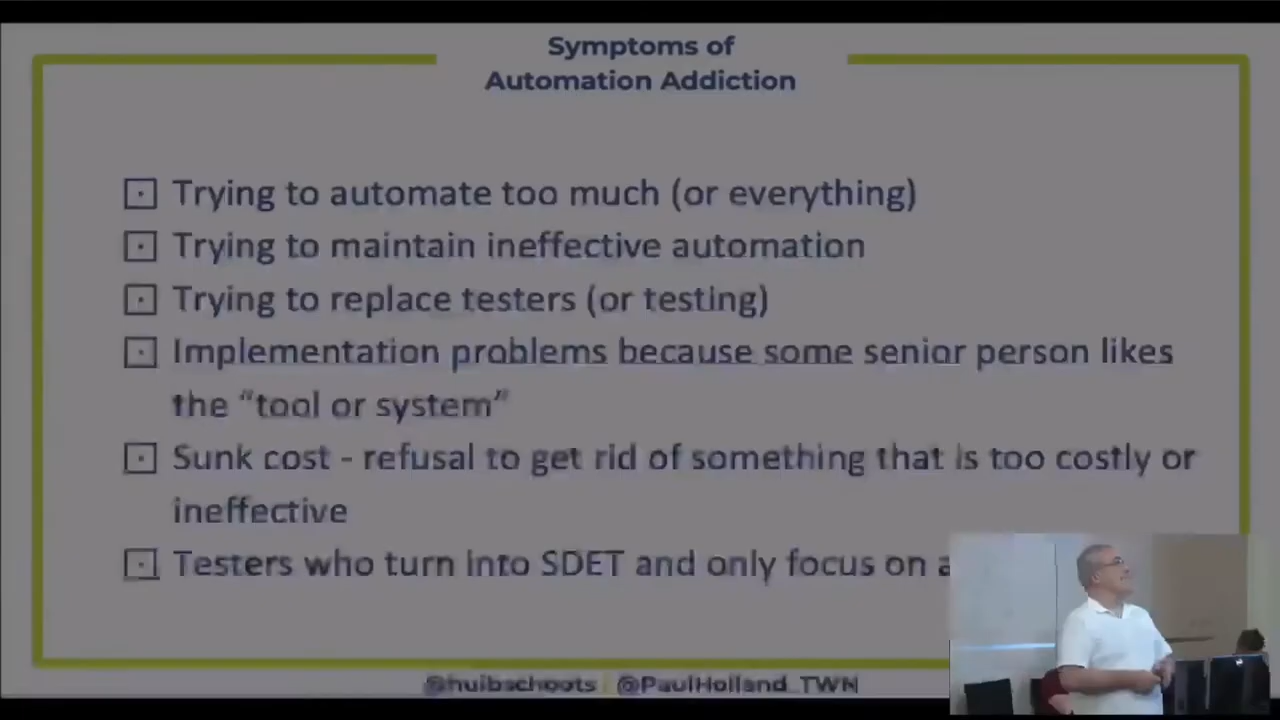 Symptoms of
Automation Addiction
Trying to automate too much (or everything)
Trying to maintain ineffective automation
Trying to replace testers (or testing)
Implementation problems because some senior person likes
the “tool or system”
Sunk cost - refusal to get rid of something that is too costly or
ineffective
Testers who turn into SDET and only focus on
@huibschoots | @PaulHolland_TWN